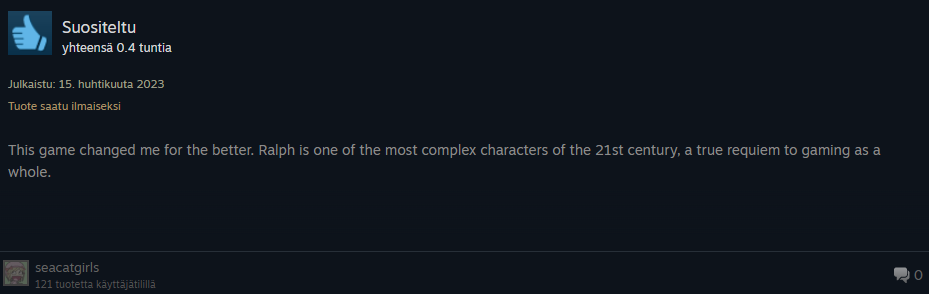 Suositeltu
yhteensä 0.4 tuntia
Julkaistu: 15. huhtikuuta 2023
Tuote saatu ilmaiseksi
This game changed me for the better. Ralph is one of the most complex characters of the 21st century, a true requiem to gaming as a
whole.
seacatgirls
121 tuotetta käyttäjätilillä
0